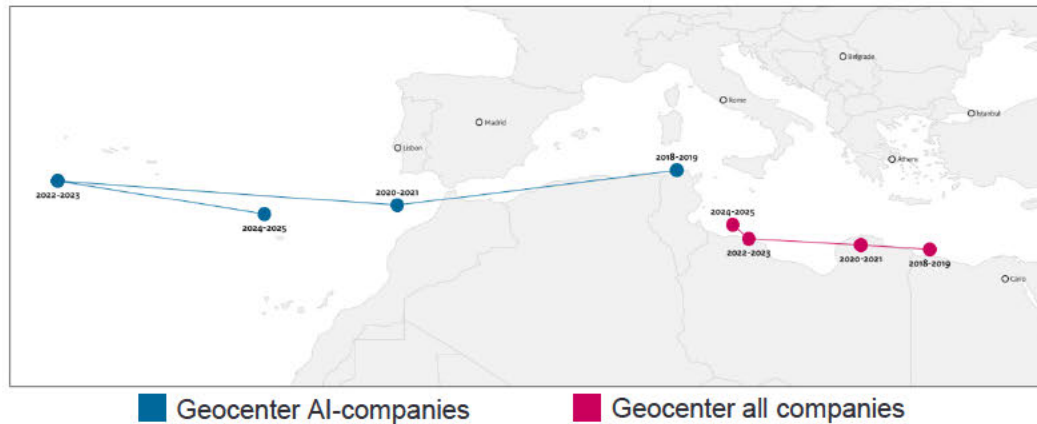 Belgrade
Rome
Istanbul
Madrid
Lisbon
Athens
2018-2019
2022-2023
2020-2021
2024-2025
2024-2025
2022-2023
2020-2021
2018-2019
Cairo
Geocenter AI-companies
Geocenter all companies